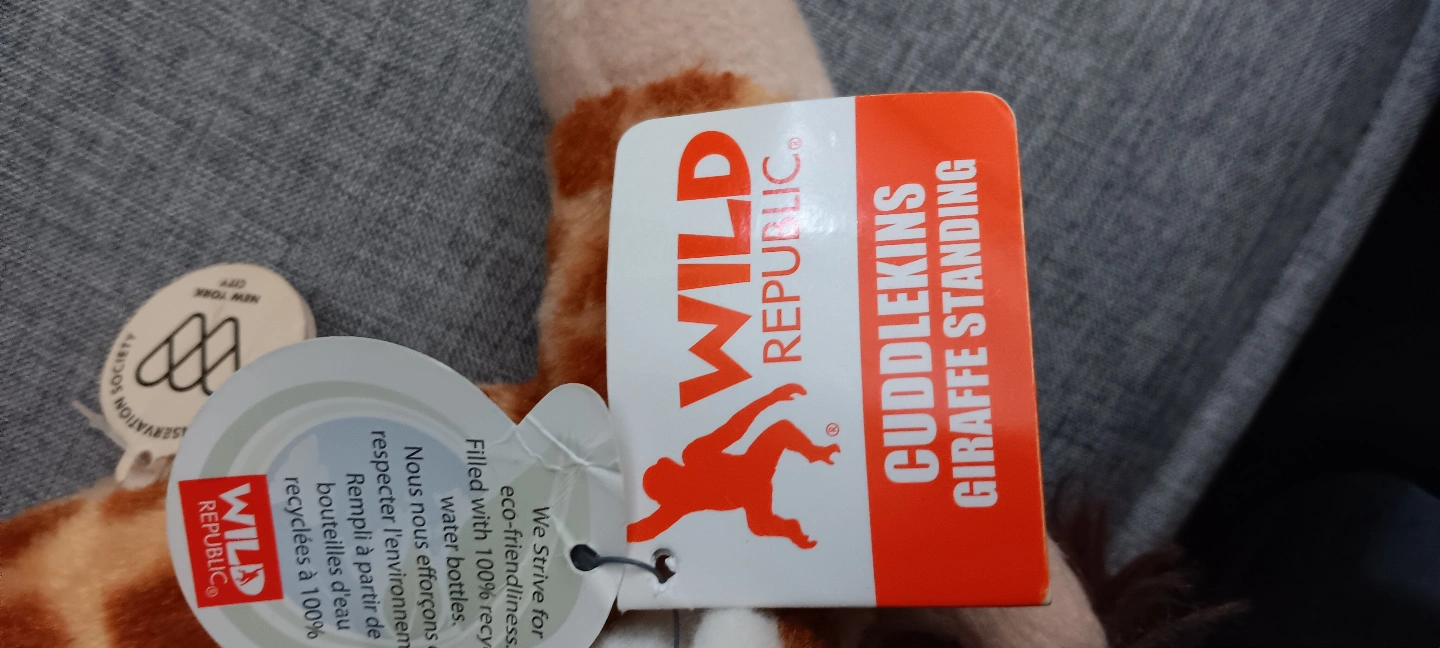 WILD
REPUBLIC®
®
CUDDLEKINS
GIRAFFE STANDING
We Strive for
eco-friendliness.
Filled with 100% recy
water bottles.
Nous nous efforçons
respecter l'environnem
Rempli à partir de
bouteilles d'eau
recyclées à 100%
WILD
REPUBLIC®
SOCIETY
NEW YORK
CITY